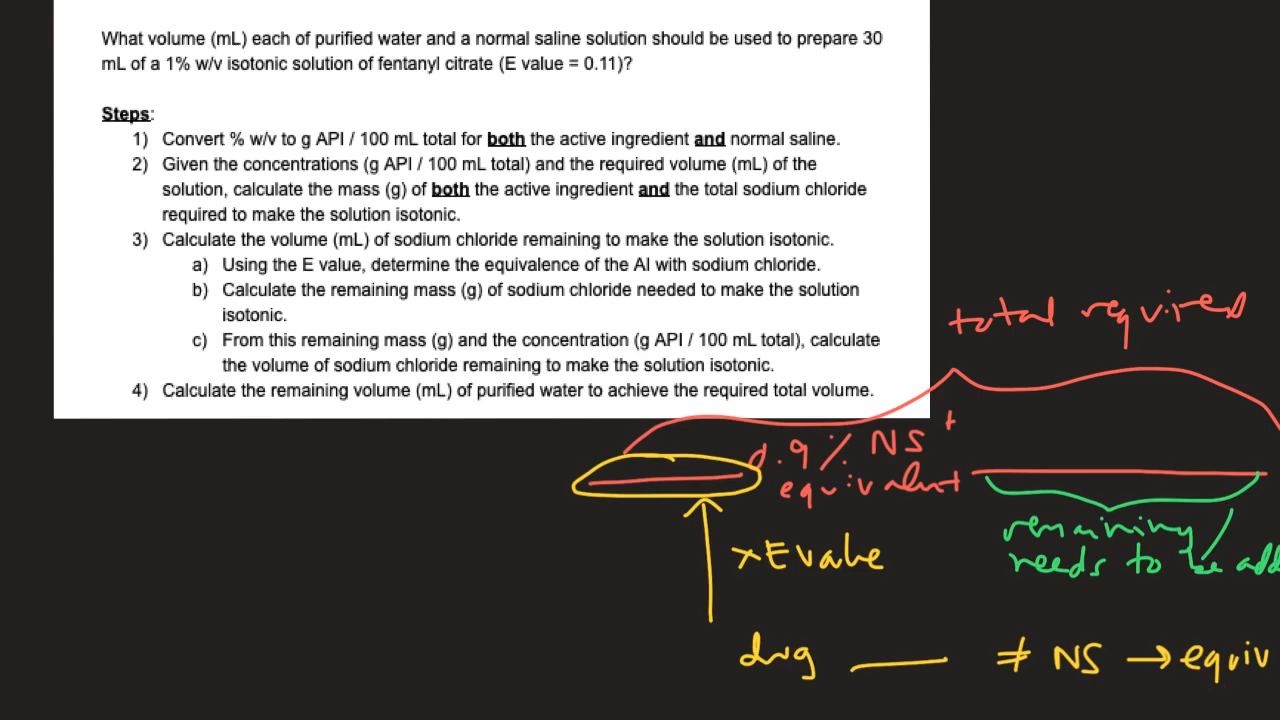 What volume (mL) each of purified water and a normal saline solution should be used to prepare 30
mL of a 1% w/v isotonic solution of fentanyl citrate (E value = 0.11)?
Steps:
1) Convert % w/v to g API / 100 mL total for both the active ingredient and normal saline.
2) Given the concentrations (g API / 100 mL total) and the required volume (mL) of the
solution, calculate the mass (g) of both the active ingredient and the total sodium chloride
required to make the solution isotonic.
3) Calculate the volume (mL) of sodium chloride remaining to make the solution isotonic.
a) Using the E value, determine the equivalence of the AI with sodium chloride.
b) Calculate the remaining mass (g) of sodium chloride needed to make the solution
isotonic.
c) From this remaining mass (g) and the concentration (g API / 100 mL total), calculate
the volume of sodium chloride remaining to make the solution isotonic.
4) Calculate the remaining volume (mL) of purified water to achieve the required total volume.
total required
0.9% NS +
equivalent
remaining /
needs to be add
x E value
drug ___ ≠ NS → equiv